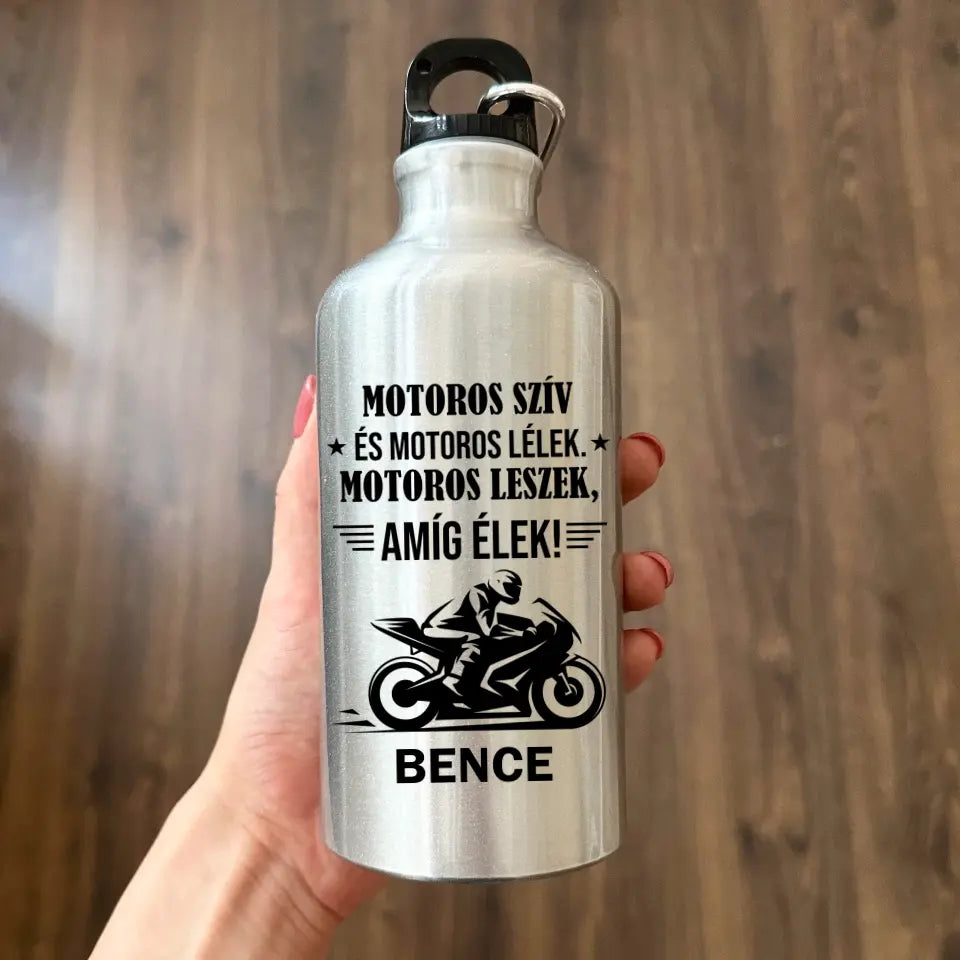 MOTOROS SZÍV
ÉS MOTOROS LÉLEK.
MOTOROS LESZEK,
AMÍG ÉLEK!
BENCE